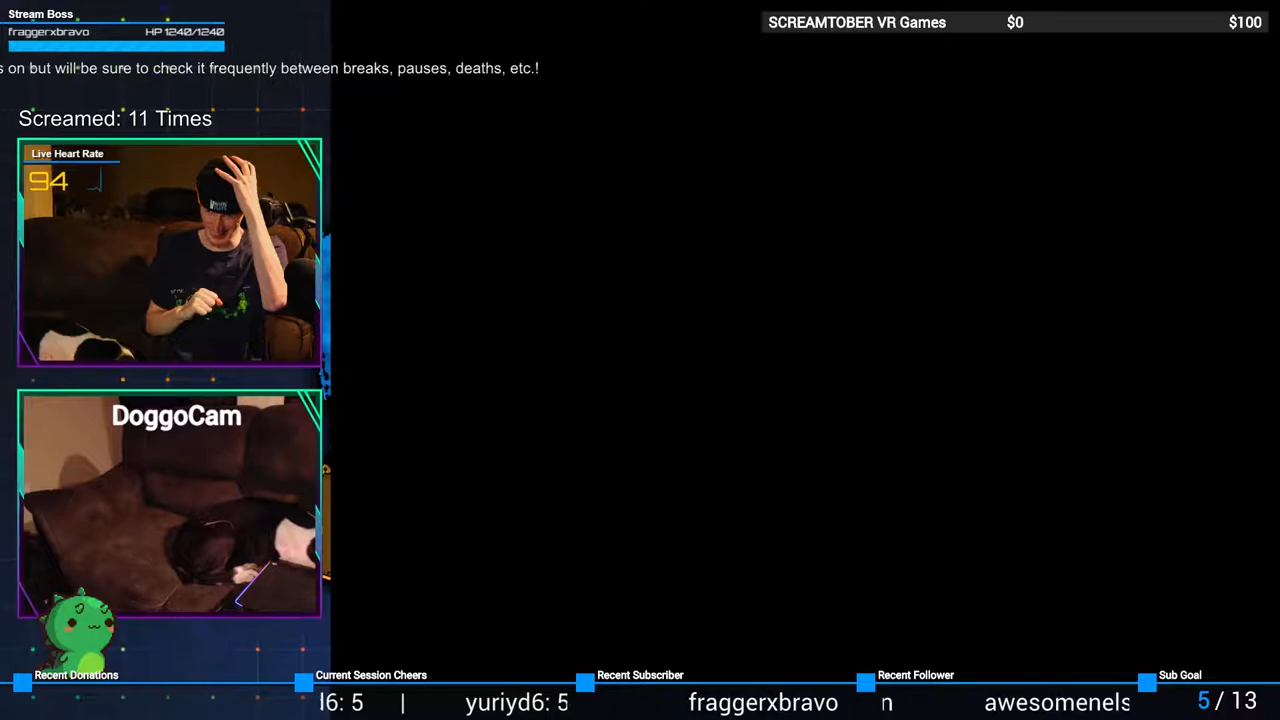 Stream Boss
fraggerxbravo HP 1240/1240
SCREAMTOBER VR Games $0 $100
s on but will be sure to check it frequently between breaks, pauses, deaths, etc.!
Screamed: 11 Times
Live Heart Rate
94
DoggoCam
Recent Donations
Current Session Cheers
d6: 5 | yuriyd6: 5
Recent Subscriber
fraggerxbravo
Recent Follower
n awesomenels
Sub Goal
5 / 13